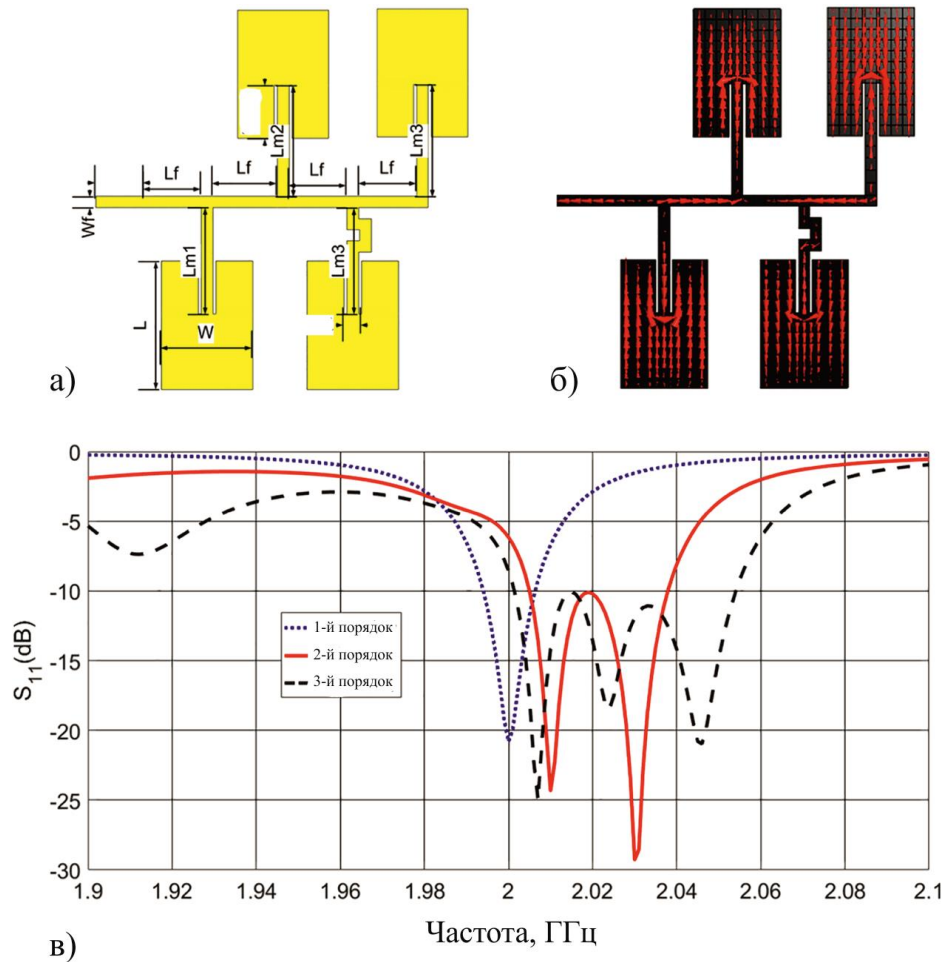 а)
Lm2
Lm3
Lf
Lf
Lf
Lf
Wf
Lm1
Lm3
L
W
б)
0
-5
-10
-15
-20
-25
-30
S11(dB)
1-й порядок
2-й порядок
3-й порядок
1.9 1.92 1.94 1.96 1.98 2 2.02 2.04 2.06 2.08 2.1
Частота, ГГц
в)